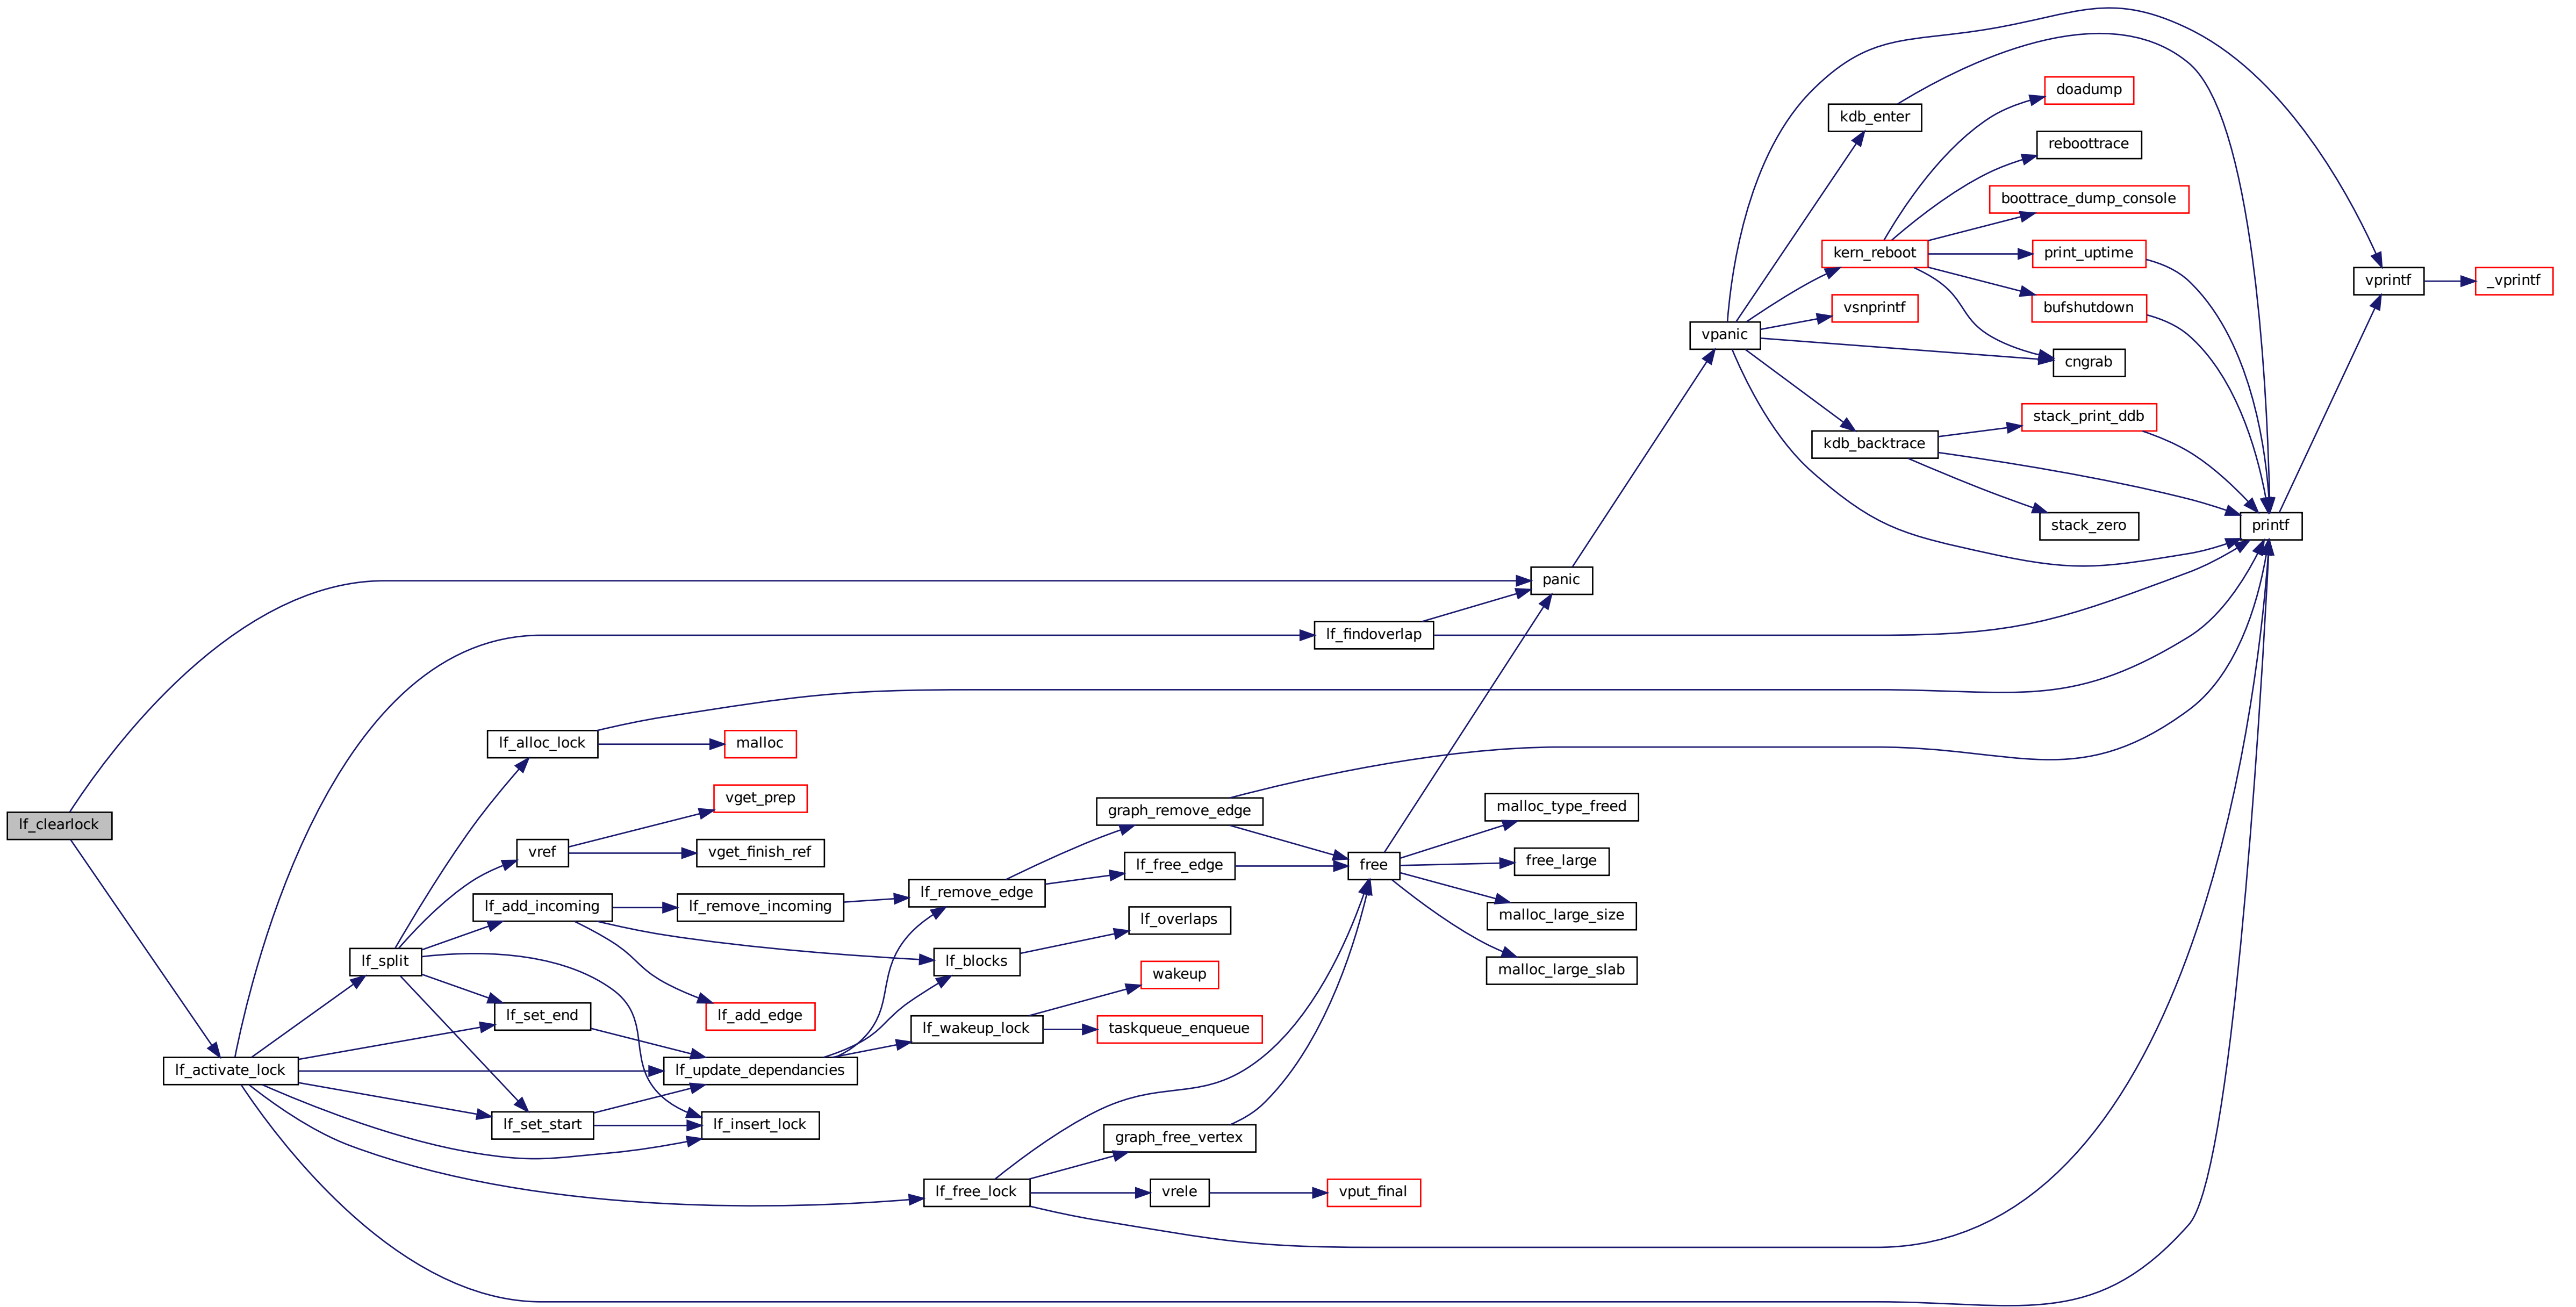 doadump
kdb_enter
reboottrace
boottrace_dump_console
kern_reboot
print_uptime
vprintf
_vprintf
vsnprintf
bufshutdown
vpanic
cngrab
stack_print_ddb
kdb_backtrace
stack_zero
printf
panic
lf_findoverlap
lf_alloc_lock
malloc
vget_prep
graph_remove_edge
malloc_type_freed
lf_clearlock
vref
vget_finish_ref
lf_free_edge
free
free_large
lf_remove_edge
lf_add_incoming
lf_remove_incoming
lf_overlaps
malloc_large_size
lf_split
lf_blocks
wakeup
malloc_large_slab
lf_set_end
lf_add_edge
lf_wakeup_lock
taskqueue_enqueue
lf_activate_lock
lf_update_dependancies
lf_set_start
lf_insert_lock
graph_free_vertex
lf_free_lock
vrele
vput_final